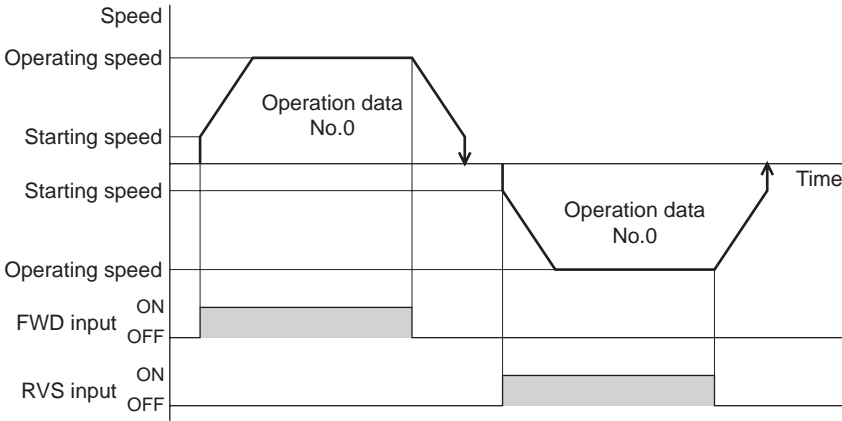 Speed
Operating speed
Operation data
No.0
Starting speed
Time
Starting speed
Operation data
No.0
Operating speed
ON
FWD input
OFF
ON
RVS input
OFF